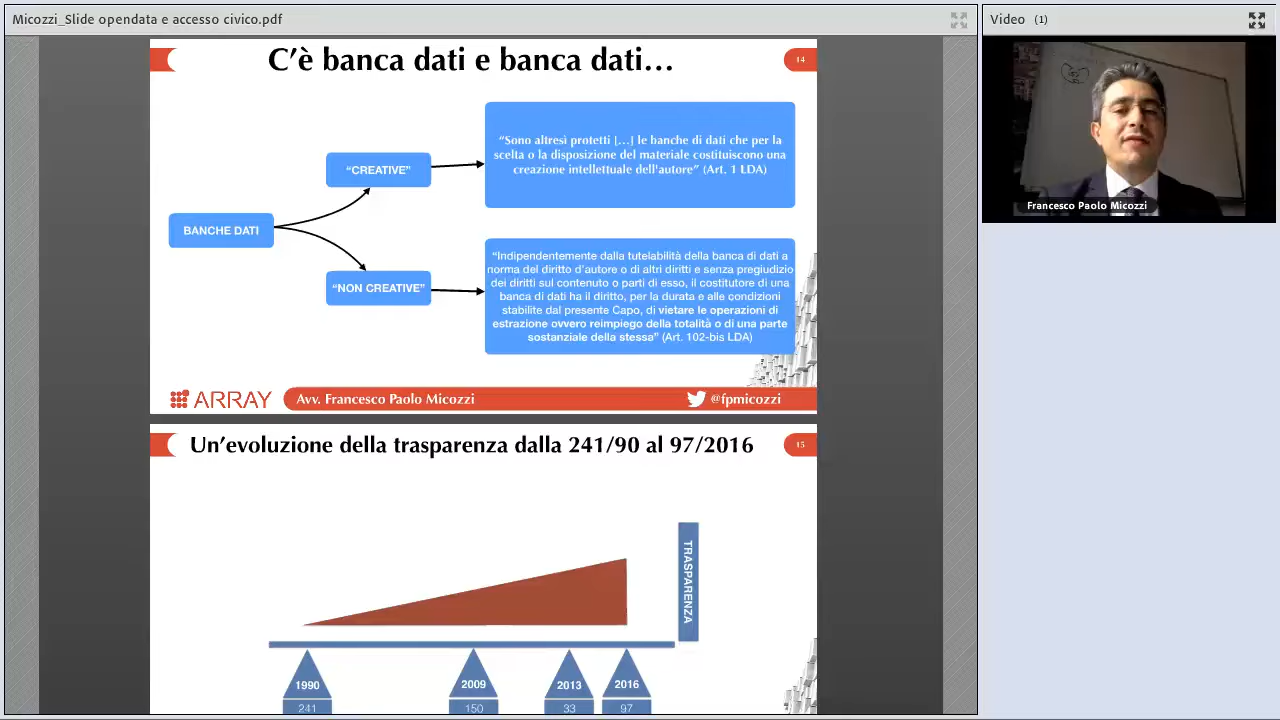 Micozzi_Slide opendata e accesso civico.pdf
Video (1)
C'è banca dati e banca dati…
14
"Sono altresì protetti […] le banche di dati che per la
scelta o la disposizione del materiale costituiscono una
creazione intellettuale dell'autore" (Art. 1 LDA)
"CREATIVE"
BANCHE DATI
"NON CREATIVE"
"Indipendentemente dalla tutelabilità della banca di dati a
norma del diritto d'autore o di altri diritti e senza pregiudizio
dei diritti sul contenuto o parti di esso, il costitutore di una
banca di dati ha il diritto, per la durata e alle condizioni
stabilite dal presente Capo, di vietare le operazioni di
estrazione ovvero reimpiego della totalità o di una parte
sostanziale della stessa" (Art. 102-bis LDA)
ARRAY
Avv. Francesco Paolo Micozzi
@fpmicozzi
Un'evoluzione della trasparenza dalla 241/90 al 97/2016
15
TRASPARENZA
1990
2009
2013
2016
241
150
33
97
Francesco Paolo Micozzi